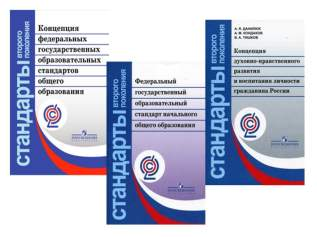 Концепция
федеральных
государственных
образовательных
стандартов
общего
образования
стандарты
второго
поколения
Федеральный
государственный
образовательный
стандарт начального
общего образования
стандарты
второго
поколения
А. Я. ДАНИЛЮК
А. М. КОНДАКОВ
В. А. ТИШКОВ
Концепция
духовно-нравственного
развития
и воспитания личности
гражданина России
стандарты
второго
поколения